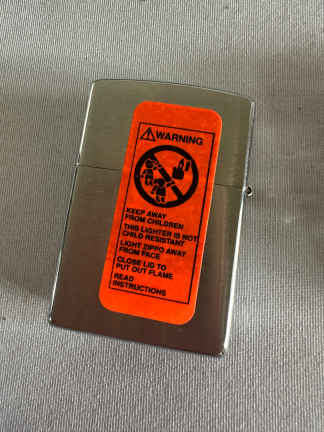 WARNING
KEEP AWAY
FROM CHILDREN
THIS LIGHTER IS NOT
CHILD RESISTANT
LIGHT ZIPPO AWAY
FROM FACE
CLOSE LID TO
PUT OUT FLAME
READ
INSTRUCTIONS